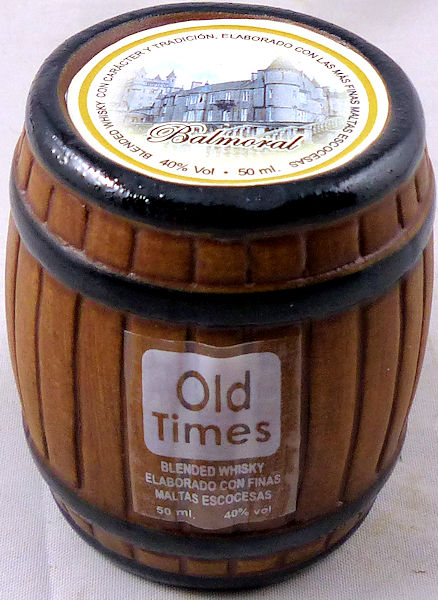 BLENDED WHISKY CON CARÁCTER Y TRADICIÓN, ELABORADO CON LAS MÁS FINAS MALTAS ESCOCESAS
Balmoral
40% Vol • 50 ml.
Old
Times
BLENDED WHISKY
ELABORADO CON FINAS
MALTAS ESCOCESAS
50 ml. 40% vol